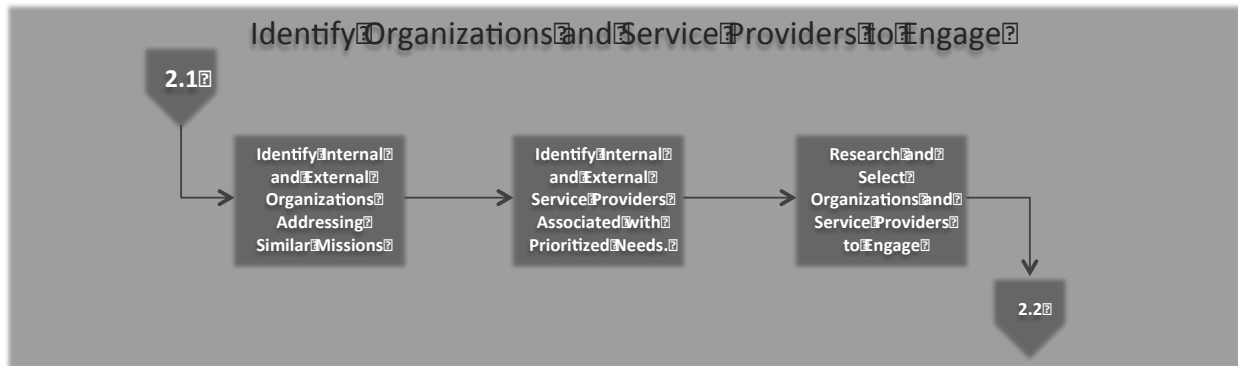 Identify Organizations and Service Providers to Engage
2.1
Identify Internal
and External
Organizations
Addressing
Similar Missions
Identify Internal
and External
Service Providers
Associated with
Prioritized Needs.
Research and
Select
Organizations and
Service Providers
to Engage
2.2